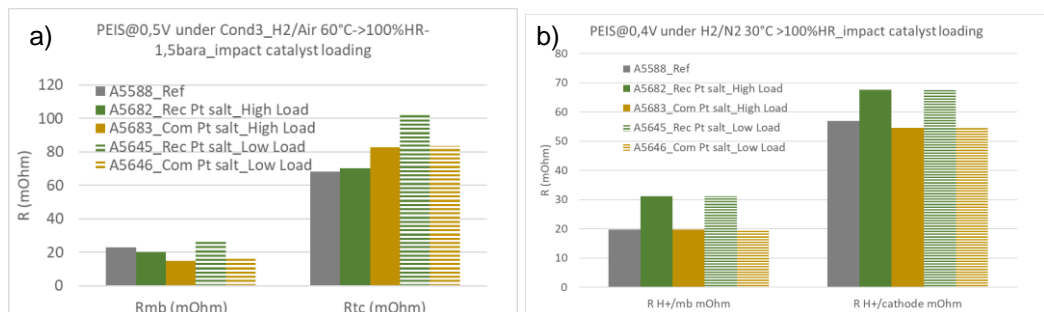 a)
PEIS@0,5V under Cond3_H2/Air 60°C->100%HR-
1,5bara_impact catalyst loading
R (mOhm)
120
100
80
60
40
20
0
A5588_Ref
A5682_Rec Pt salt_High Load
A5683_Com Pt salt_High Load
A5645_Rec Pt salt_Low Load
A5646_Com Pt salt_Low Load
Rmb (mOhm)
Rtc (mOhm)
b)
PEIS@0,4V under H2/N2 30°C >100%HR_impact catalyst loading
R (mOhm)
80
70
60
50
40
30
20
10
0
A5588_Ref
A5682_Rec Pt salt_High Load
A5683_Com Pt salt_High Load
A5645_Rec Pt salt_Low Load
A5646_Com Pt salt_Low Load
R H+/mb mOhm
R H+/cathode mOhm